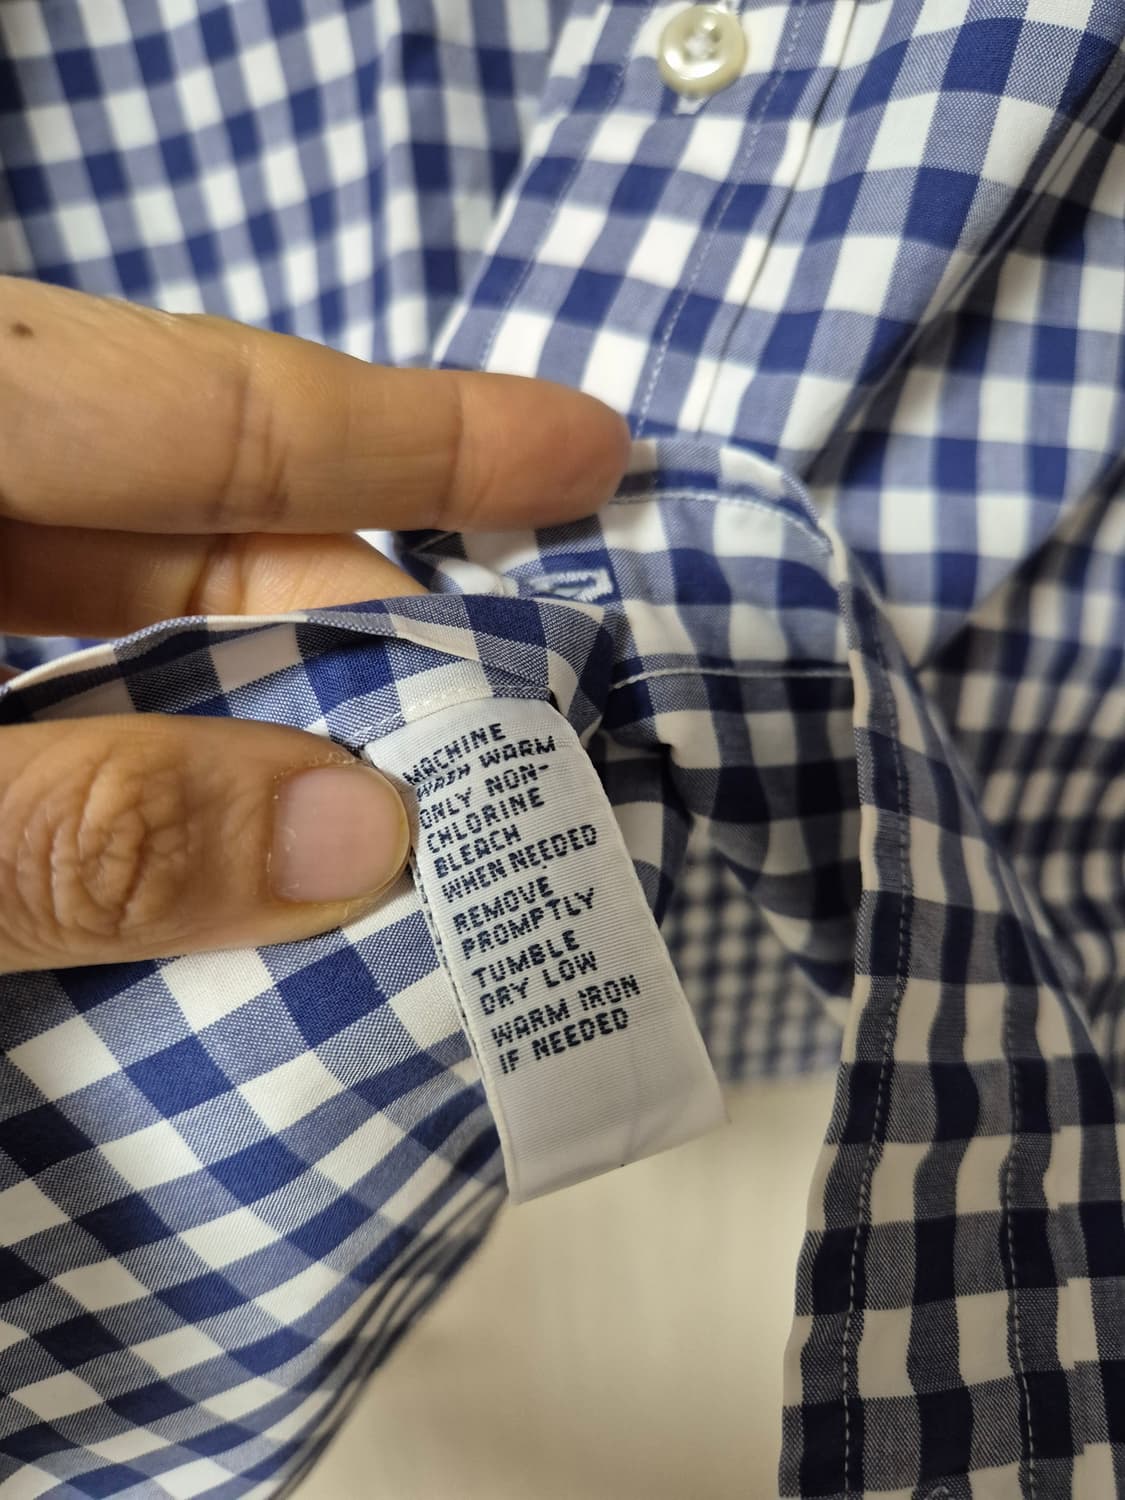 MACHINE
WASH WARM
ONLY NON-
CHLORINE
BLEACH
WHEN NEEDED
REMOVE
PROMPTLY
TUMBLE
DRY LOW
WARM IRON
IF NEEDED